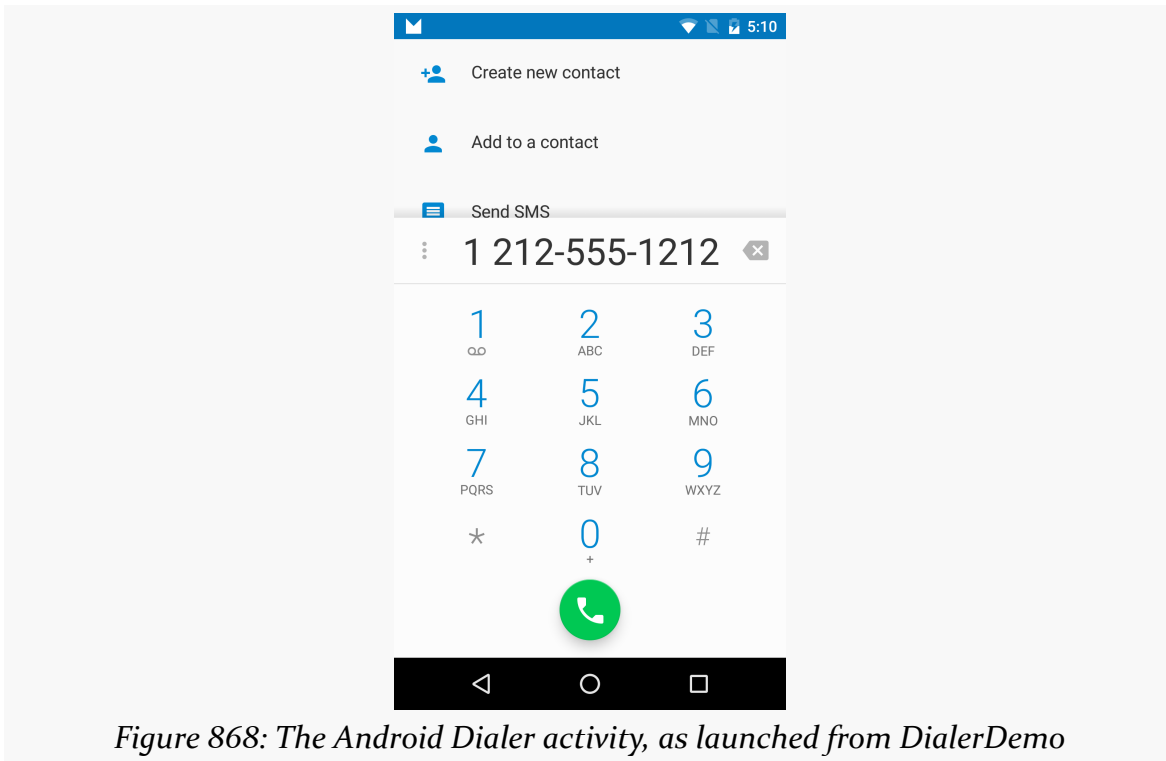 5:10
Create new contact
Add to a contact
Send SMS
1 212-555-1212
1 2 3
ABC DEF
4 5 6
GHI JKL MNO
7 8 9
PQRS TUV WXYZ
* 0 #
+
Figure 868: The Android Dialer activity, as launched from DialerDemo